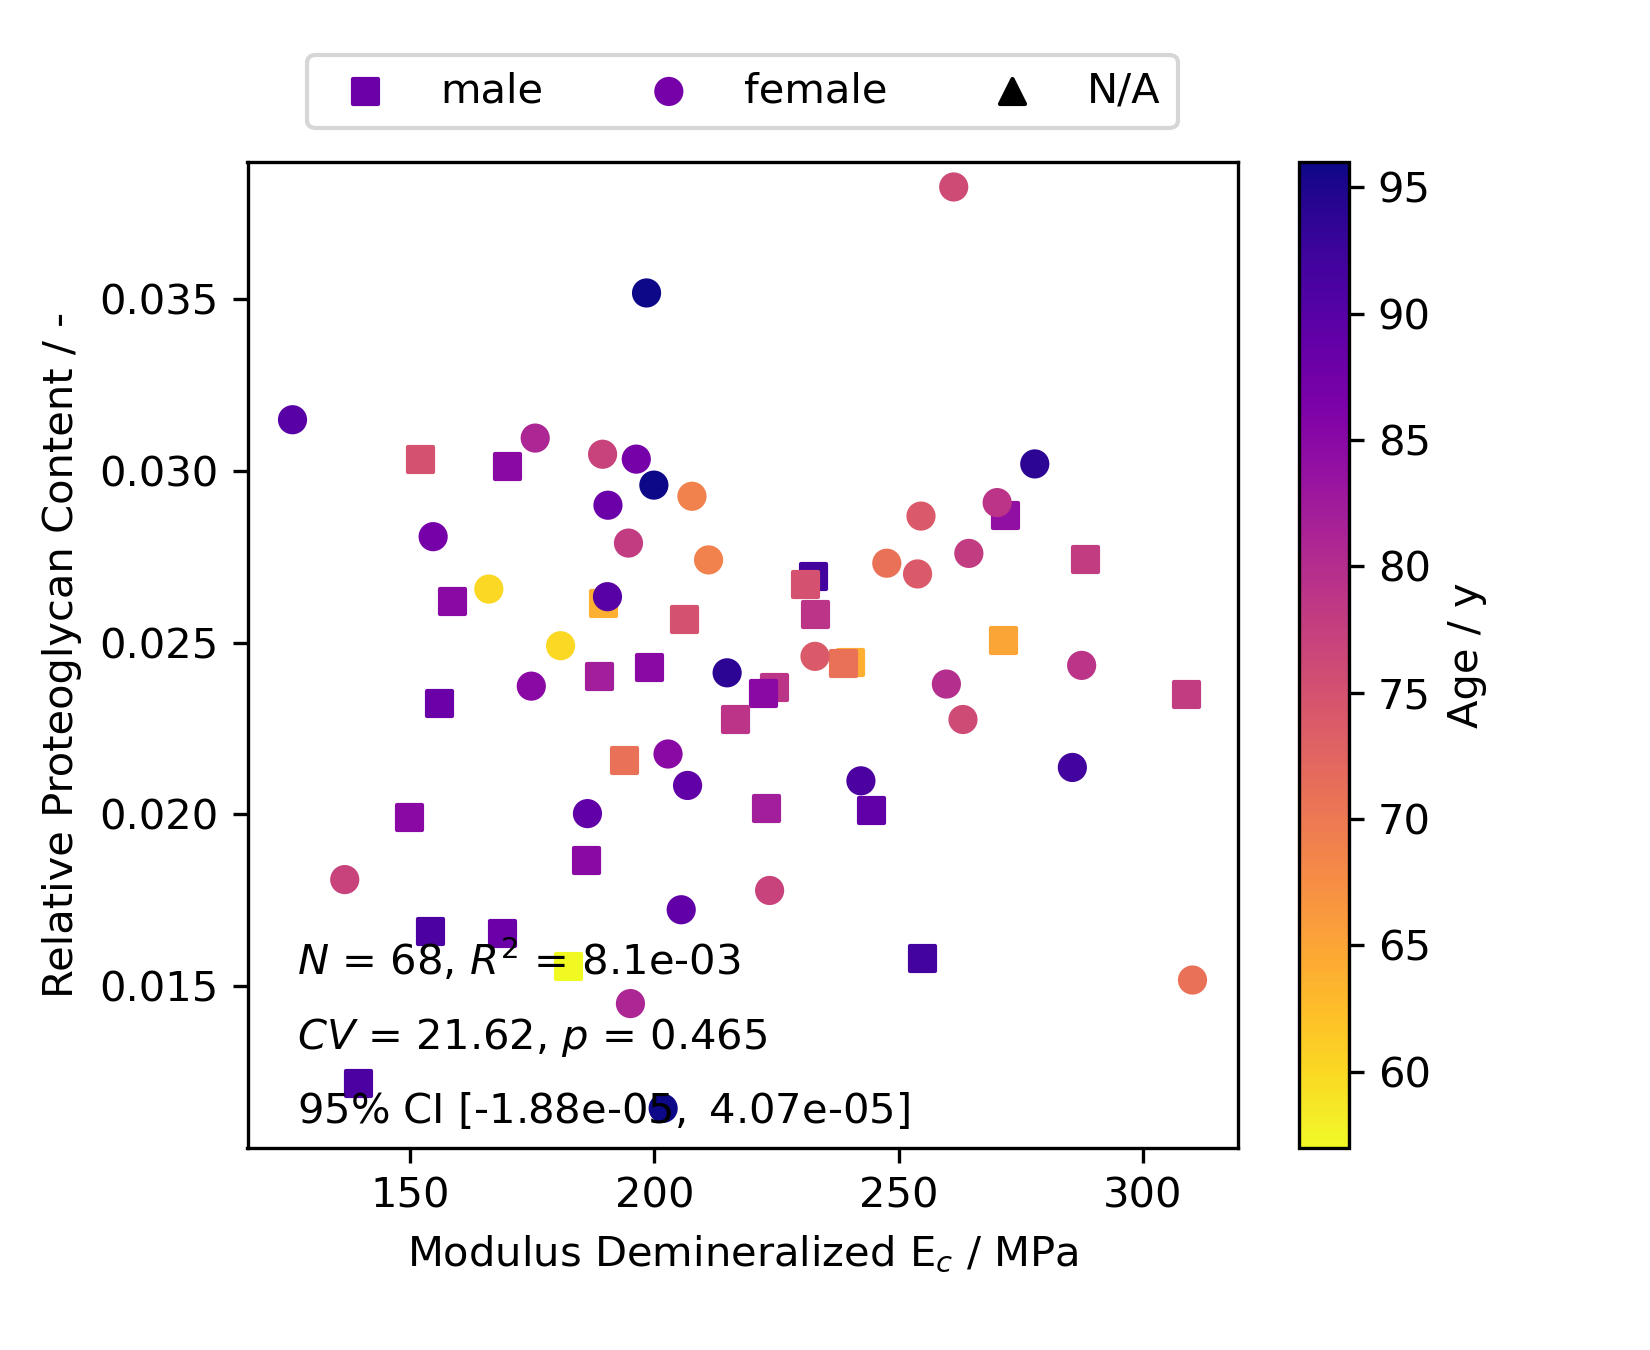 male female N/A
Relative Proteoglycan Content / -
0.035
0.030
0.025
0.020
0.015
N = 68, R² = 8.1e-03
CV = 21.62, p = 0.465
95% CI [-1.88e-05, 4.07e-05]
150 200 250 300
Modulus Demineralized E_c / MPa
95
90
85
80
75
70
65
60
Age / y